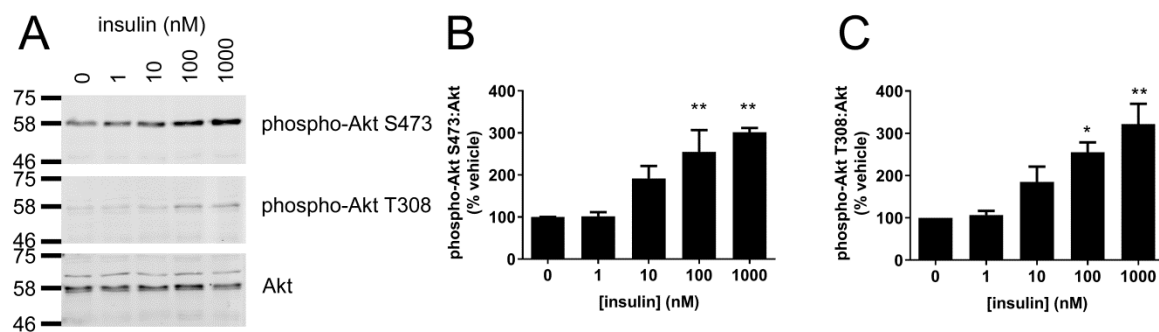 A
insulin (nM)
0 1 10 100 1000
75
58 phospho-Akt S473
46
75
58 phospho-Akt T308
46
75
58 Akt
46
B
phospho-Akt S473:Akt
(% vehicle)
400
300
200
100
0
** **
0 1 10 100 1000
[insulin] (nM)
C
phospho-Akt T308:Akt
(% vehicle)
400
300
200
100
0
* **
0 1 10 100 1000
[insulin] (nM)